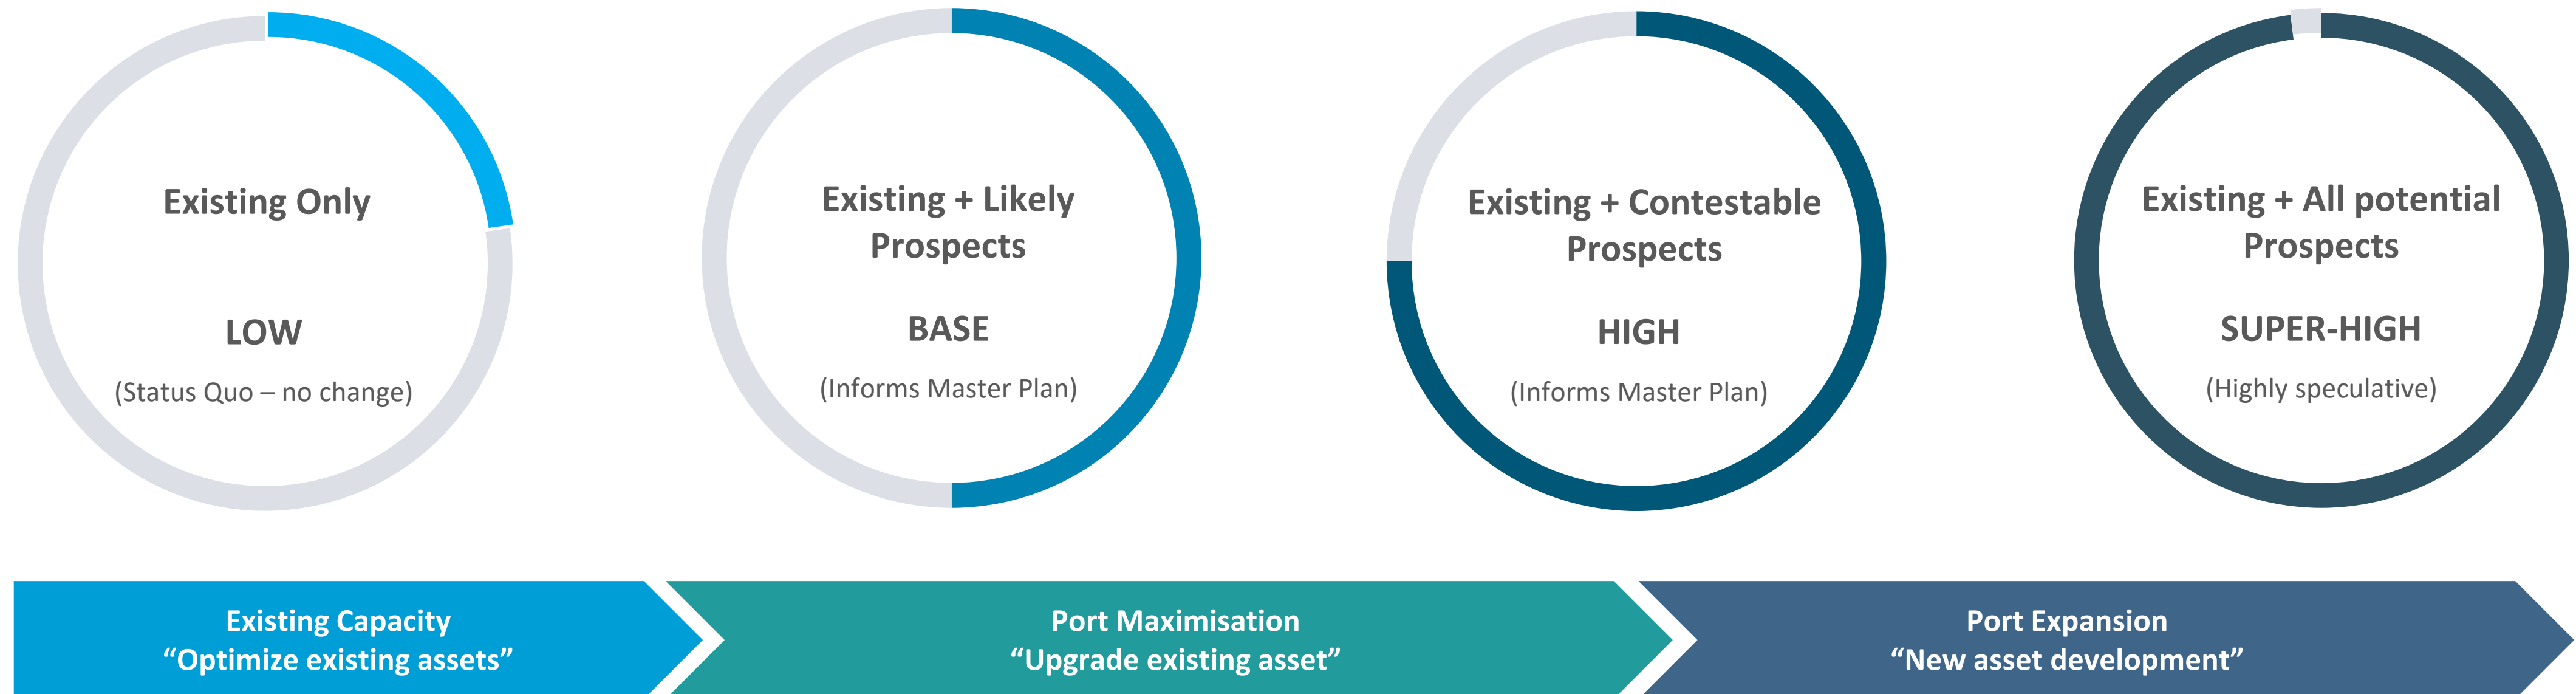 Existing Only
LOW
(Status Quo – no change)
Existing + Likely
Prospects
BASE
(Informs Master Plan)
Existing + Contestable
Prospects
HIGH
(Informs Master Plan)
Existing + All potential
Prospects
SUPER-HIGH
(Highly speculative)
Existing Capacity
“Optimize existing assets”
Port Maximisation
“Upgrade existing asset”
Port Expansion
“New asset development”